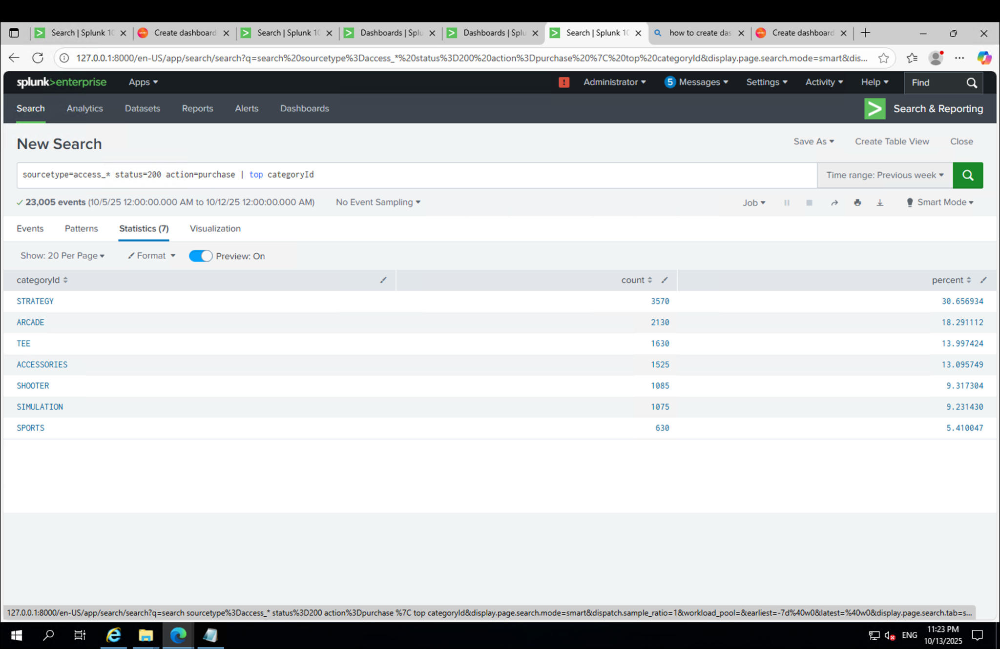 Search | Splunk 10
Create dashboard
Search | Splunk 10
Dashboards | Splu
Dashboards | Splu
Search | Splunk 10
how to create das
Create dashboard
127.0.0.1:8000/en-US/app/search/search?q=search%20sourcetype%3Daccess_*%20status%3D200%20action%3Dpurchase%20%7C%20top%20categoryId&display.page.search.mode=smart&dis...
splunk>enterprise Apps ! Administrator 5 Messages Settings Activity Help Find
Search Analytics Datasets Reports Alerts Dashboards > Search & Reporting
New Search Save As Create Table View Close
sourcetype=access_* status=200 action=purchase | top categoryId Time range: Previous week
23,005 events (10/5/25 12:00:00.000 AM to 10/12/25 12:00:00.000 AM) No Event Sampling Job Smart Mode
Events Patterns Statistics (7) Visualization
Show: 20 Per Page Format Preview: On
categoryId count percent
STRATEGY 3570 30.656934
ARCADE 2130 18.291112
TEE 1630 13.997424
ACCESSORIES 1525 13.095749
SHOOTER 1085 9.317304
SIMULATION 1075 9.231430
SPORTS 630 5.410047
127.0.0.1:8000/en-US/app/search/search?q=search sourcetype%3Daccess_* status%3D200 action%3Dpurchase %7C top categoryId&display.page.search.mode=smart&dispatch.sample_ratio=1&workload_pool=&earliest=-7d%40w0&latest=%40w0&display.page.search.tab=s...
ENG
11:23 PM
10/13/2025